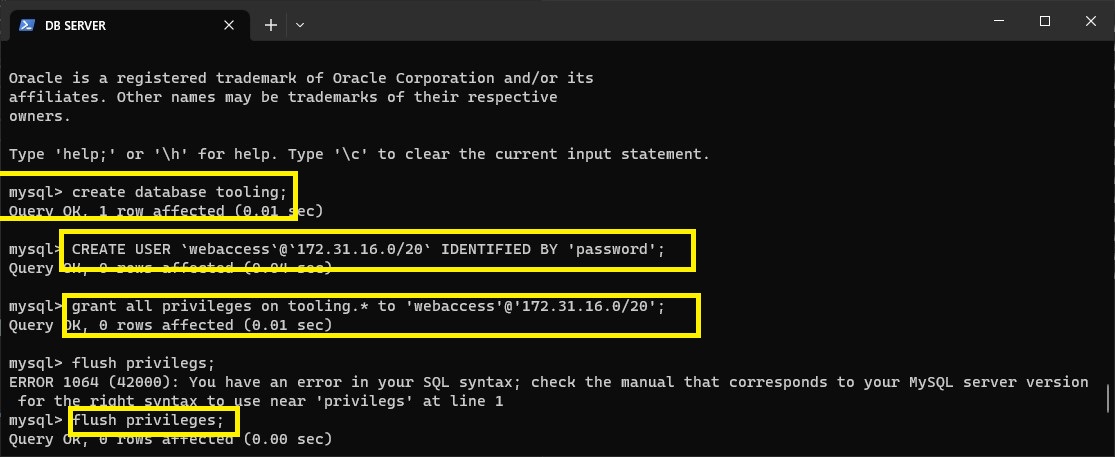 DB SERVER
Oracle is a registered trademark of Oracle Corporation and/or its
affiliates. Other names may be trademarks of their respective
owners.
Type 'help;' or '\h' for help. Type '\c' to clear the current input statement.
mysql> create database tooling;
Query OK, 1 row affected (0.01 sec)
mysql> CREATE USER `webaccess`@`172.31.16.0/20` IDENTIFIED BY 'password';
Query OK, 0 rows affected (0.04 sec)
mysql> grant all privileges on tooling.* to 'webaccess'@'172.31.16.0/20';
Query OK, 0 rows affected (0.01 sec)
mysql> flush privilegs;
ERROR 1064 (42000): You have an error in your SQL syntax; check the manual that corresponds to your MySQL server version
for the right syntax to use near 'privilegs' at line 1
mysql> flush privileges;
Query OK, 0 rows affected (0.00 sec)